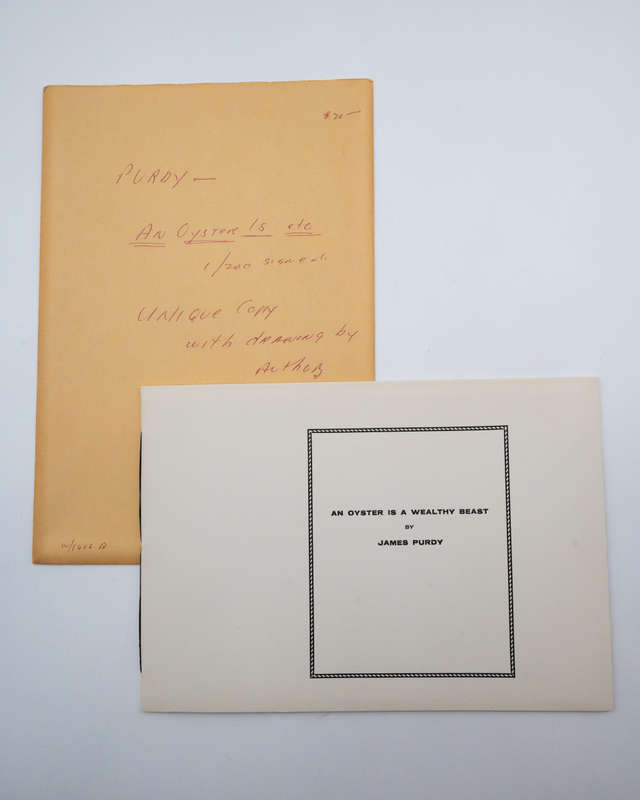 $20—
PURDY—
AN OYSTER IS etc
1/200 signed.
UNIQUE Copy
with drawing by
Author
AN OYSTER IS A WEALTHY BEAST
BY
JAMES PURDY